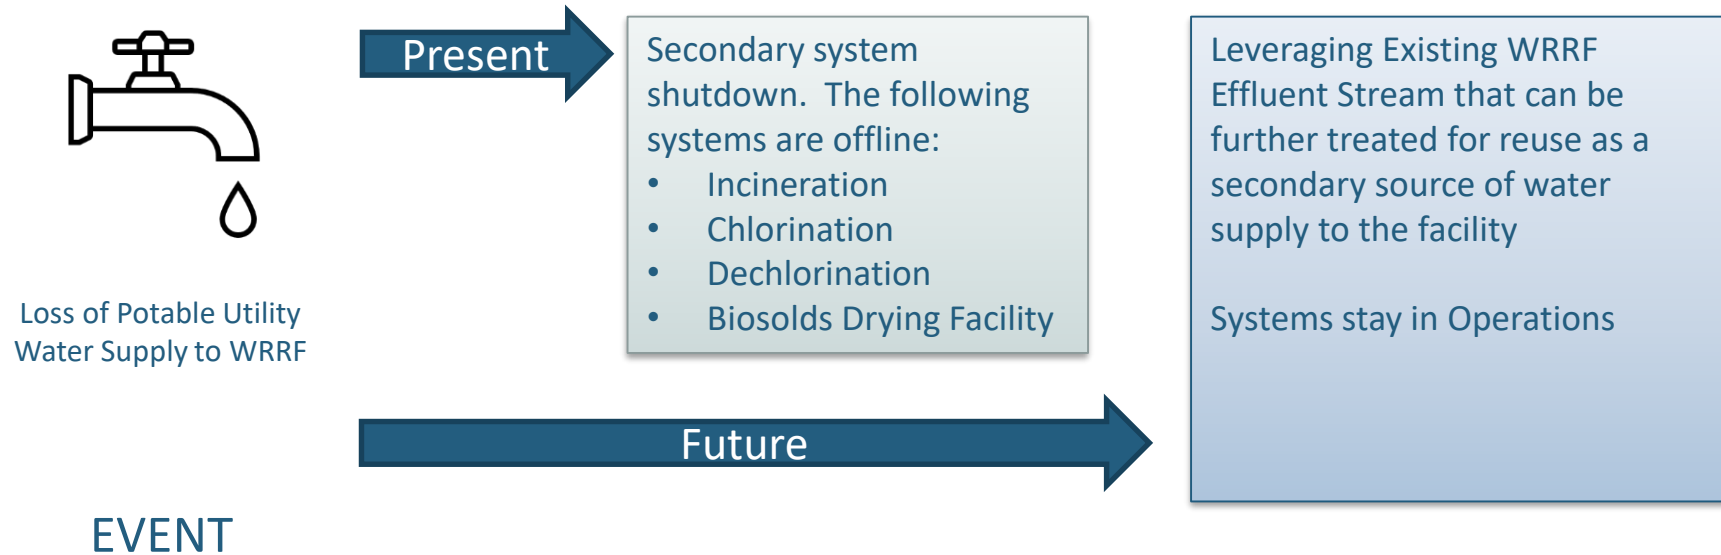 Loss of Potable Utility
Water Supply to WRRF
EVENT
Present
Secondary system
shutdown.  The following
systems are offline:
• Incineration
• Chlorination
• Dechlorination
• Biosolds Drying Facility
Future
Leveraging Existing WRRF
Effluent Stream that can be
further treated for reuse as a
secondary source of water
supply to the facility
Systems stay in Operations